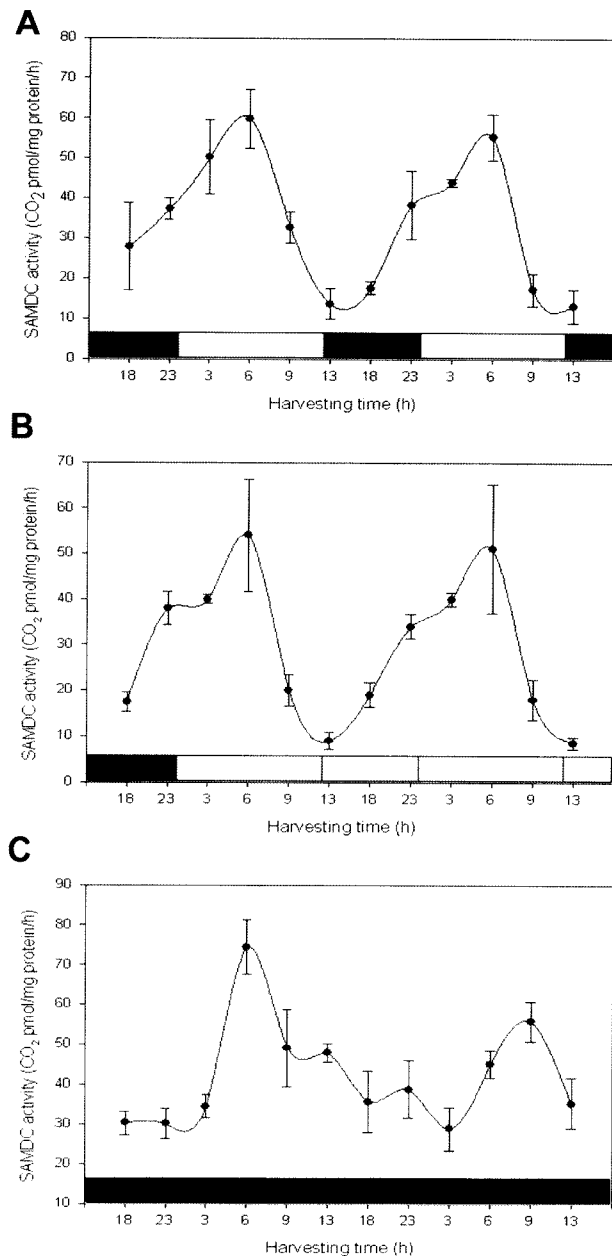 A
80
70
60
50
40
30
20
10
0
SAMDC activity (CO2 pmol/mg protein/h)
18 23 3 6 9 13 18 23 3 6 9 13
Harvesting time (h)
B
70
60
50
40
30
20
10
0
SAMDC activity (CO2 pmol/mg protein/h)
18 23 3 6 9 13 18 23 3 6 9 13
Harvesting time (h)
C
90
80
70
60
50
40
30
20
10
SAMDC activity (CO2 pmol/mg protein/h)
18 23 3 6 9 13 18 23 3 6 9 13
Harvesting time (h)